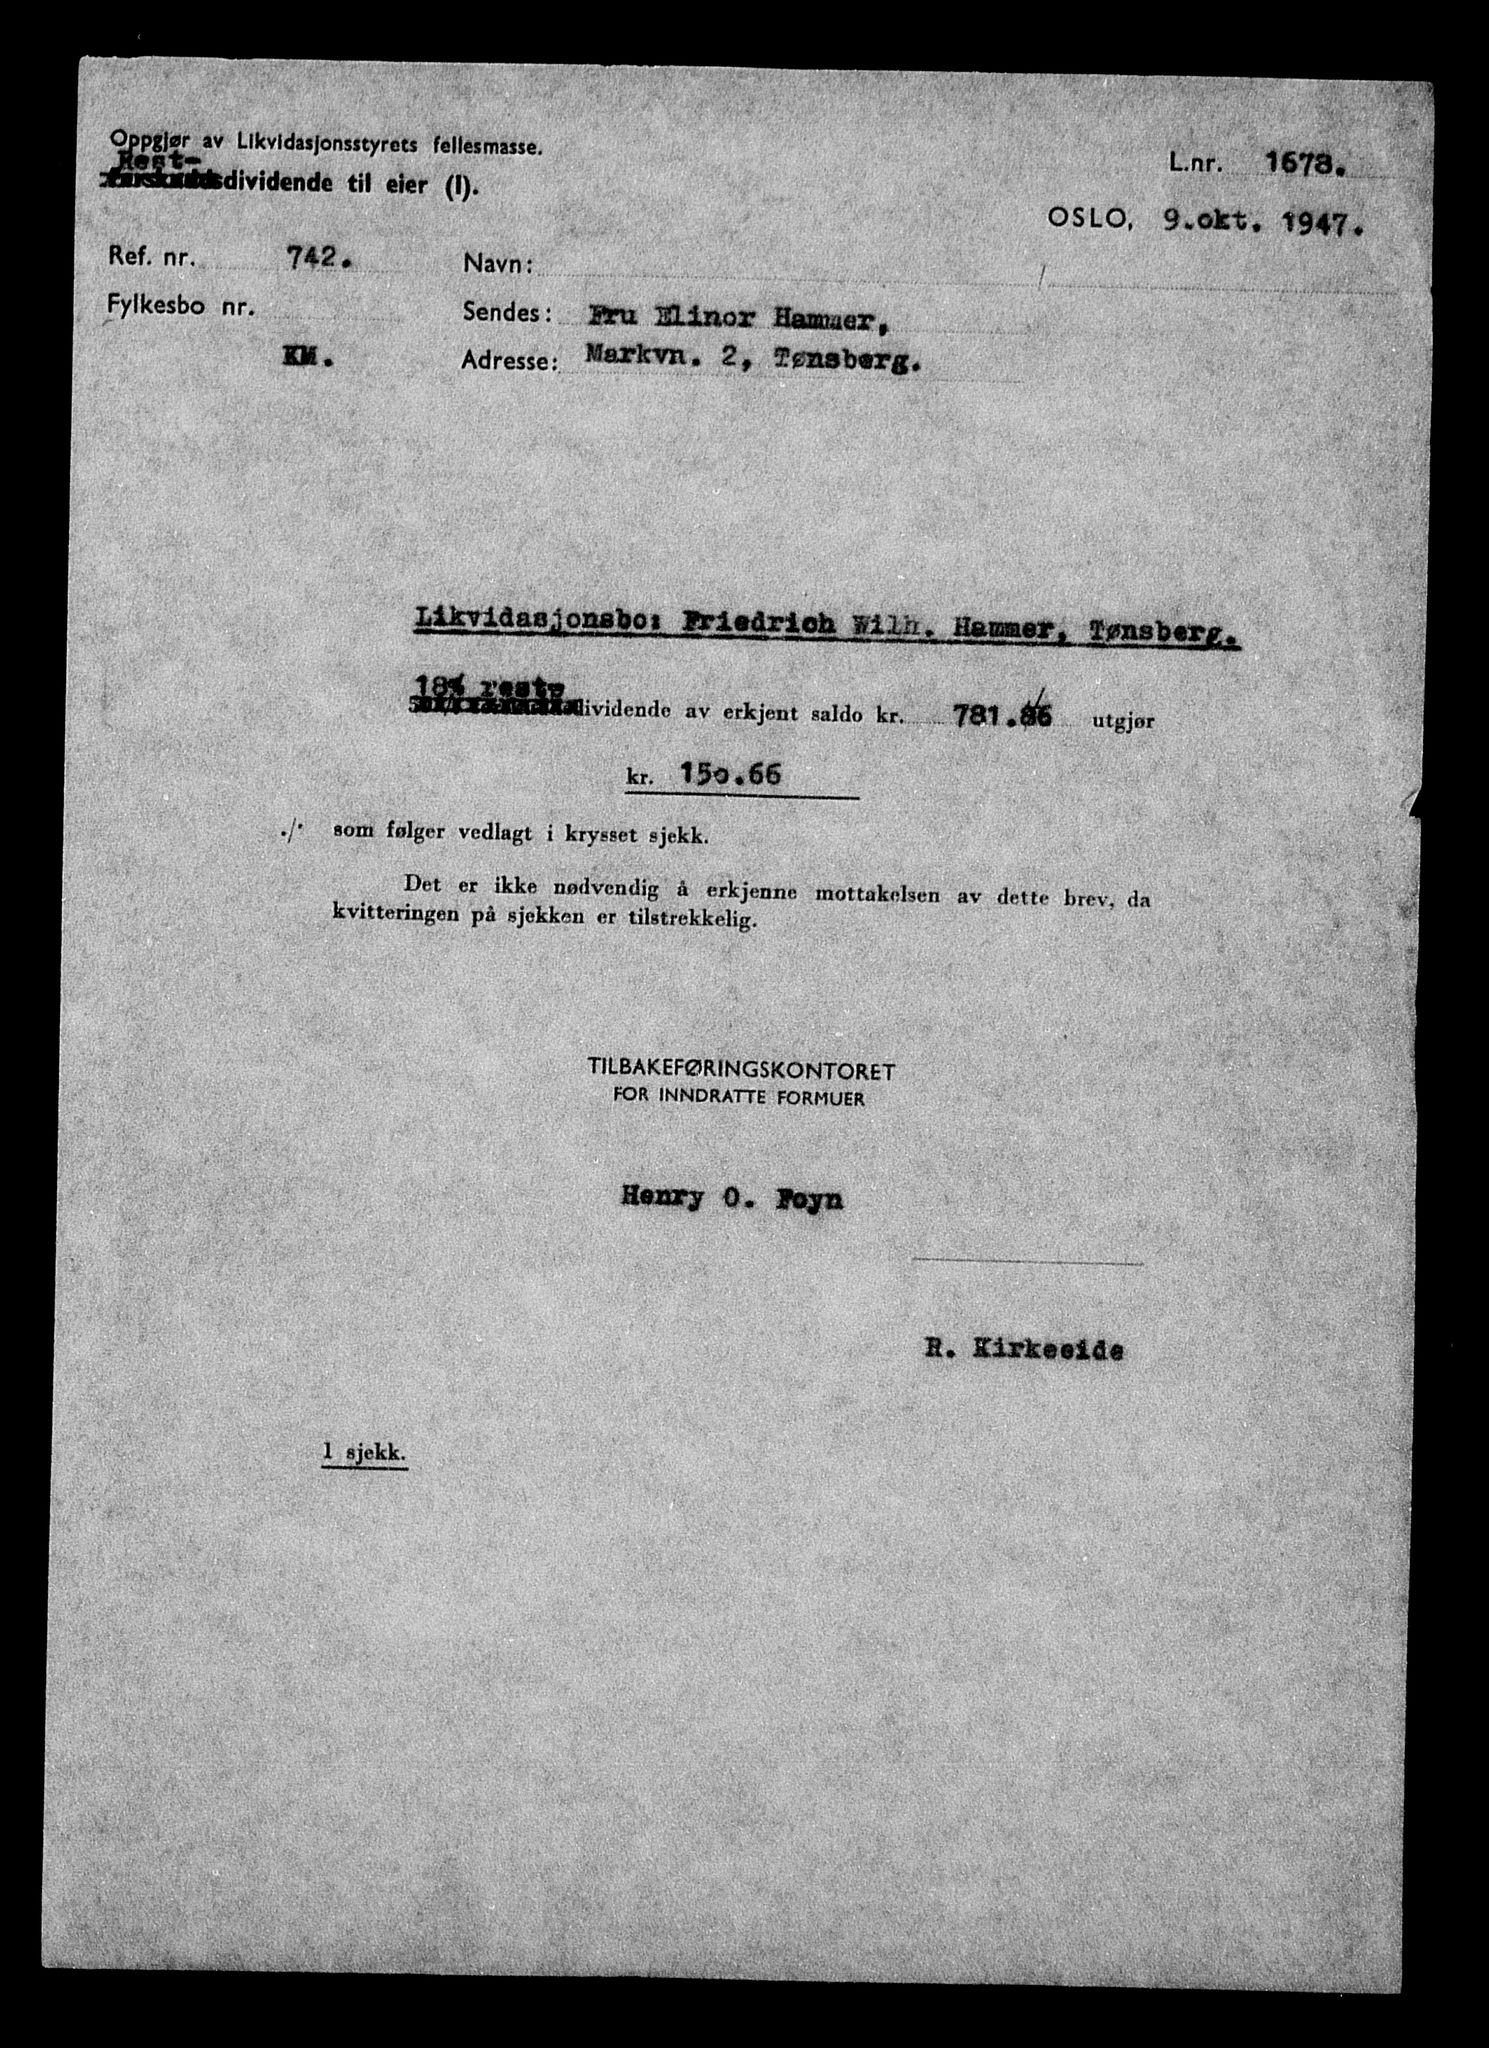 Oppgjør av Likvidasjonsstyrets fellesmasse.
Rest-
dividende til eier (I).
L.nr. 1678.
OSLO, 9.okt. 1947.
Ref. nr. 742.
Navn:
Fylkesbo nr.
Sendes: Fru Elinor Hammer,
KM.
Adresse: Markvn. 2, Tønsberg.
Likvidasjonsbo: Friedrich Wilh. Hammer, Tønsberg.
18% rest-
dividende av erkjent saldo kr. 781.86 utgjør
kr. 150.66
./. som følger vedlagt i krysset sjekk.
Det er ikke nødvendig å erkjenne mottakelsen av dette brev, da
kvitteringen på sjekken er tilstrekkelig.
TILBAKEFØRINGSKONTORET
FOR INNDRATTE FORMUER
Henry O. Foyn
R. Kirkeeide
1 sjekk.